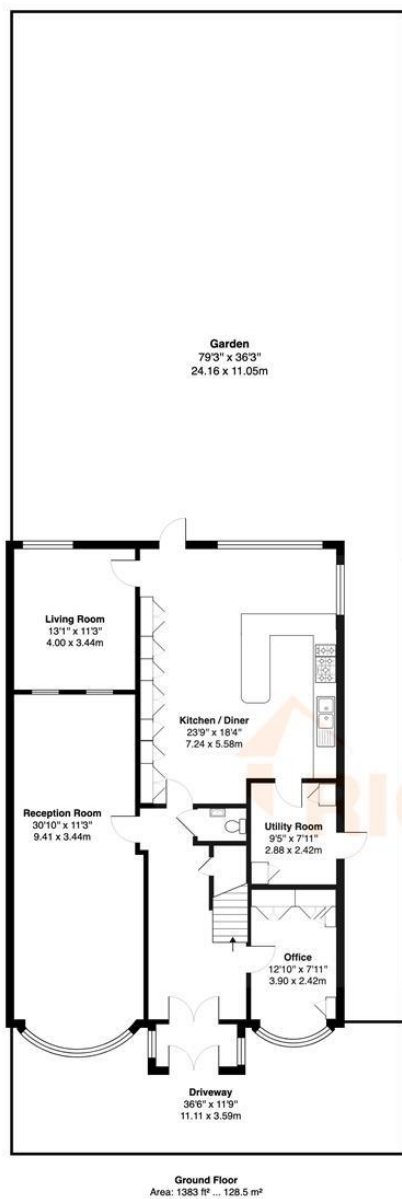 Garden
79'3" x 36'3"
24.16 x 11.05m
Living Room
13'1" x 11'3"
4.00 x 3.44m
Kitchen / Diner
23'9" x 18'4"
7.24 x 5.58m
Reception Room
30'10" x 11'3"
9.41 x 3.44m
Utility Room
9'5" x 7'11"
2.88 x 2.42m
Office
12'10" x 7'11"
3.90 x 2.42m
Driveway
36'6" x 11'9"
11.11 x 3.59m
Ground Floor
Area: 1383 ft² ... 128.5 m²